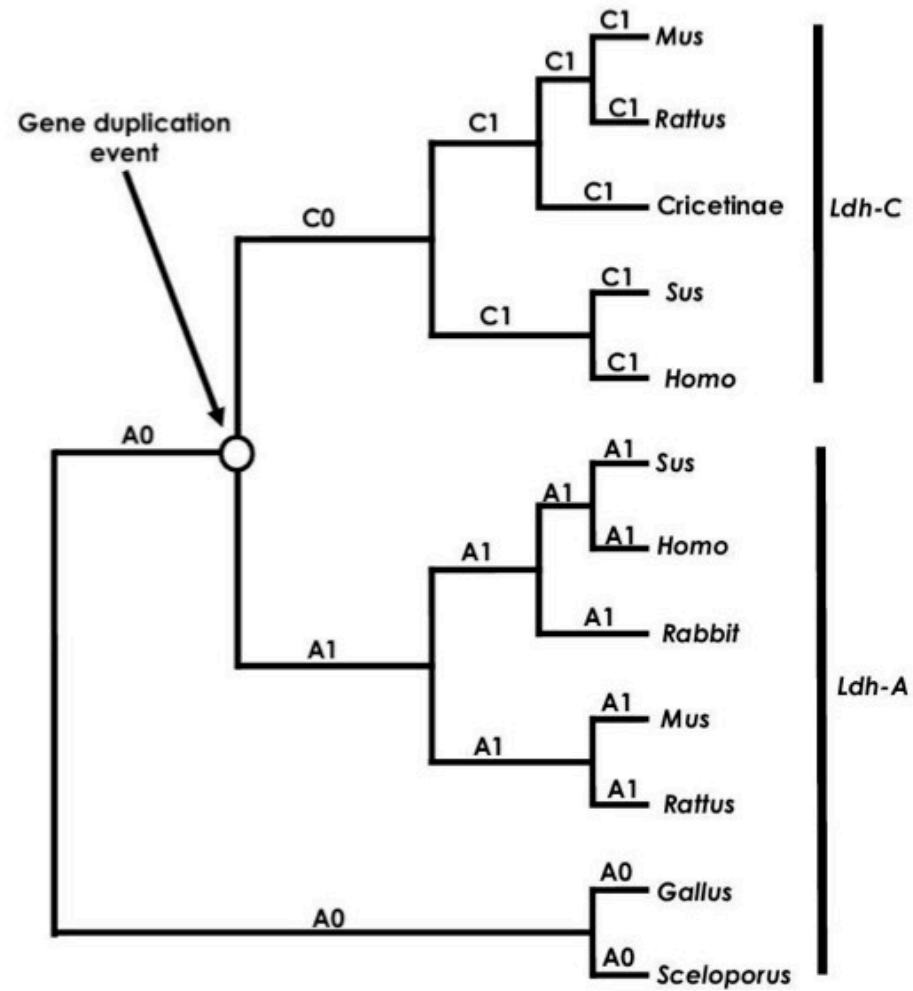 C1
Mus
C1
Gene duplication
event
C1
C1
Rattus
C1
Cricetinae
Ldh-C
C0
C1
Sus
C1
C1
Homo
A0
A1
Sus
A1
A1
Homo
A1
A1
Rabbit
A1
Ldh-A
A1
Mus
A1
A1
Rattus
A0
Gallus
A0
A0
Sceloporus